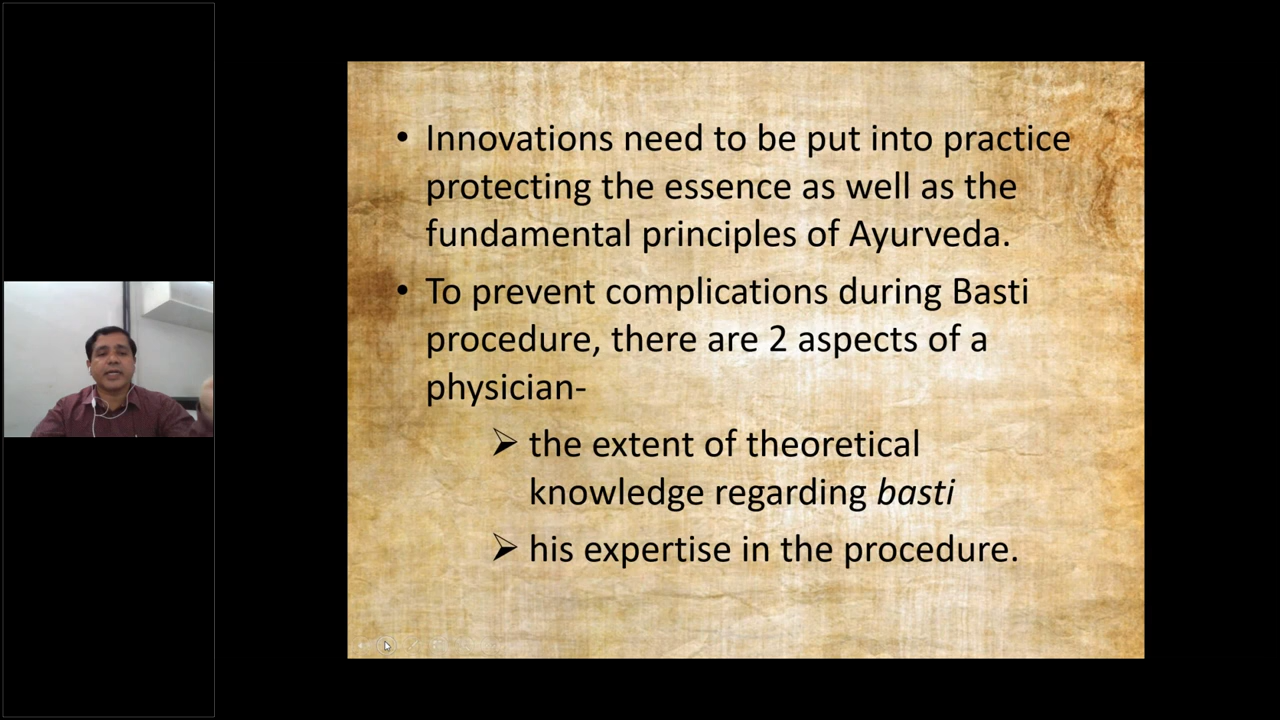 • Innovations need to be put into practice
protecting the essence as well as the
fundamental principles of Ayurveda.
• To prevent complications during Basti
procedure, there are 2 aspects of a
physician-
➢ the extent of theoretical
knowledge regarding basti
➢ his expertise in the procedure.